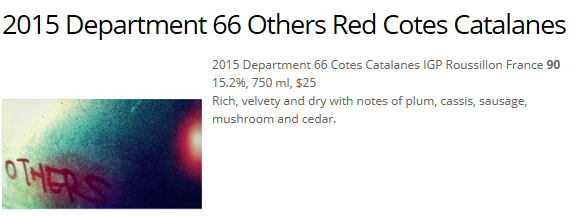 2015 Department 66 Others Red Cotes Catalanes
2015 Department 66 Cotes Catalanes IGP Roussillon France 90
15.2%, 750 ml, $25
Rich, velvety and dry with notes of plum, cassis, sausage,
mushroom and cedar.
OTHERS